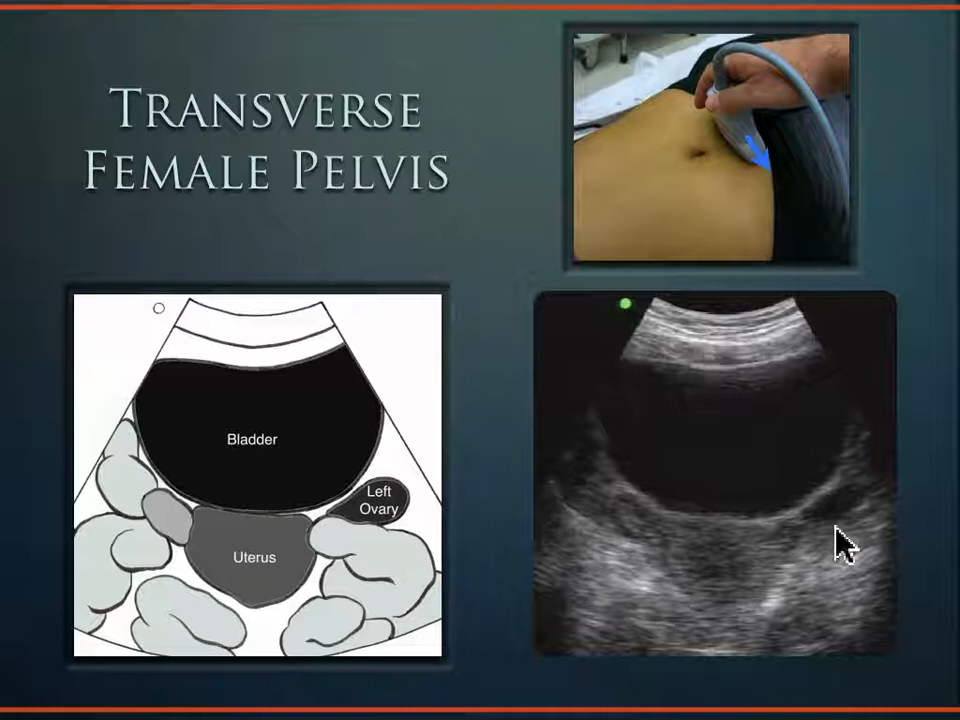 Transverse
Female Pelvis
Bladder
Left
Ovary
Uterus